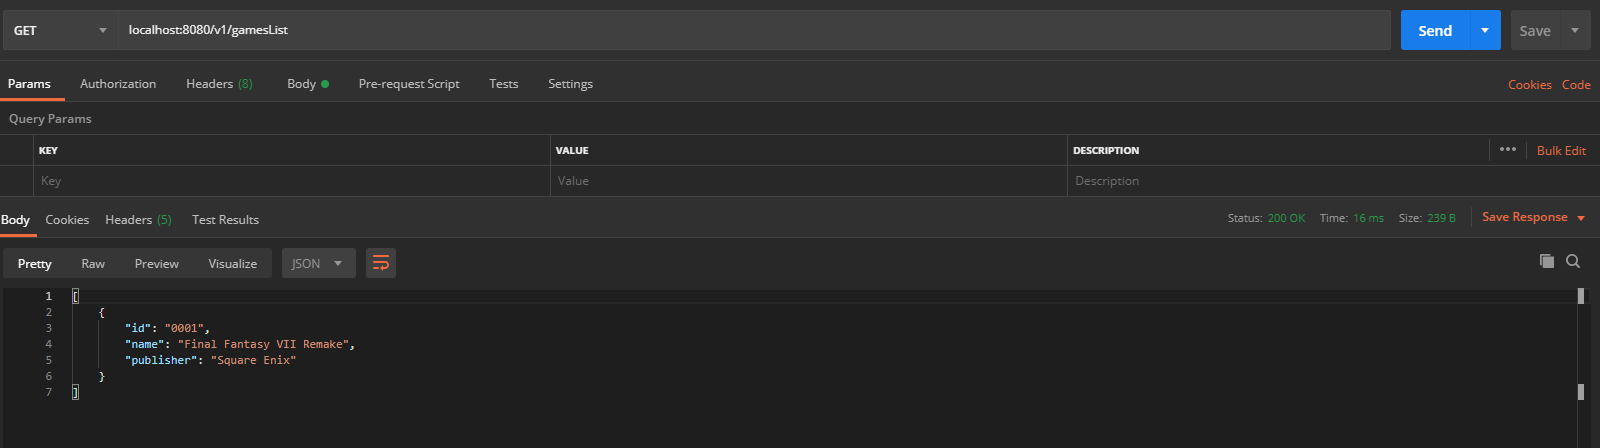 GET localhost:8080/v1/gamesList Send Save
Params Authorization Headers (8) Body Pre-request Script Tests Settings Cookies Code
Query Params
KEY VALUE DESCRIPTION ••• Bulk Edit
Key Value Description
Body Cookies Headers (5) Test Results Status: 200 OK Time: 16 ms Size: 239 B Save Response
Pretty Raw Preview Visualize JSON
1 [
2 {
3 "id": "0001",
4 "name": "Final Fantasy VII Remake",
5 "publisher": "Square Enix"
6 }
7 ]